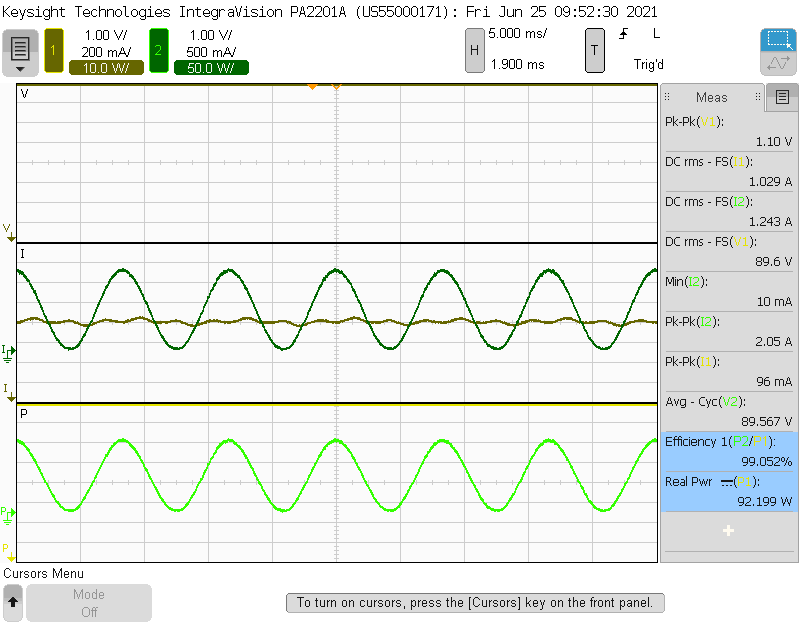 Keysight Technologies IntegraVision PA2201A (US55000171): Fri Jun 25 09:52:30 2021
1
1.00 V/
200 mA/
10.0 W/
2
1.00 V/
500 mA/
50.0 W/
H
5.000 ms/
1.900 ms
T
L
Trig'd
V
V
I
I
I
P
P
P
Meas
Pk-Pk(V1):
1.10 V
DC rms - FS(I1):
1.029 A
DC rms - FS(I2):
1.243 A
DC rms - FS(V1):
89.6 V
Min(I2):
10 mA
Pk-Pk(I2):
2.05 A
Pk-Pk(I1):
96 mA
Avg - Cyc(V2):
89.567 V
Efficiency 1(P2/P ):
99.052%
Real Pwr (P1):
92.199 W
Cursors Menu
Mode
Off
To turn on cursors, press the [Cursors] key on the front panel.